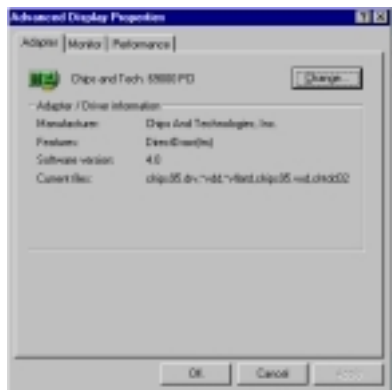 Advanced Display Properties
Adapter Monitor Performance
Chips and Tech. 69000 PCI
Change...
Adapter / Driver information
Manufacturer: Chips And Technologies, Inc.
Features: DirectDraw(tm)
Software version: 4.0
Current files:
OK Cancel Apply